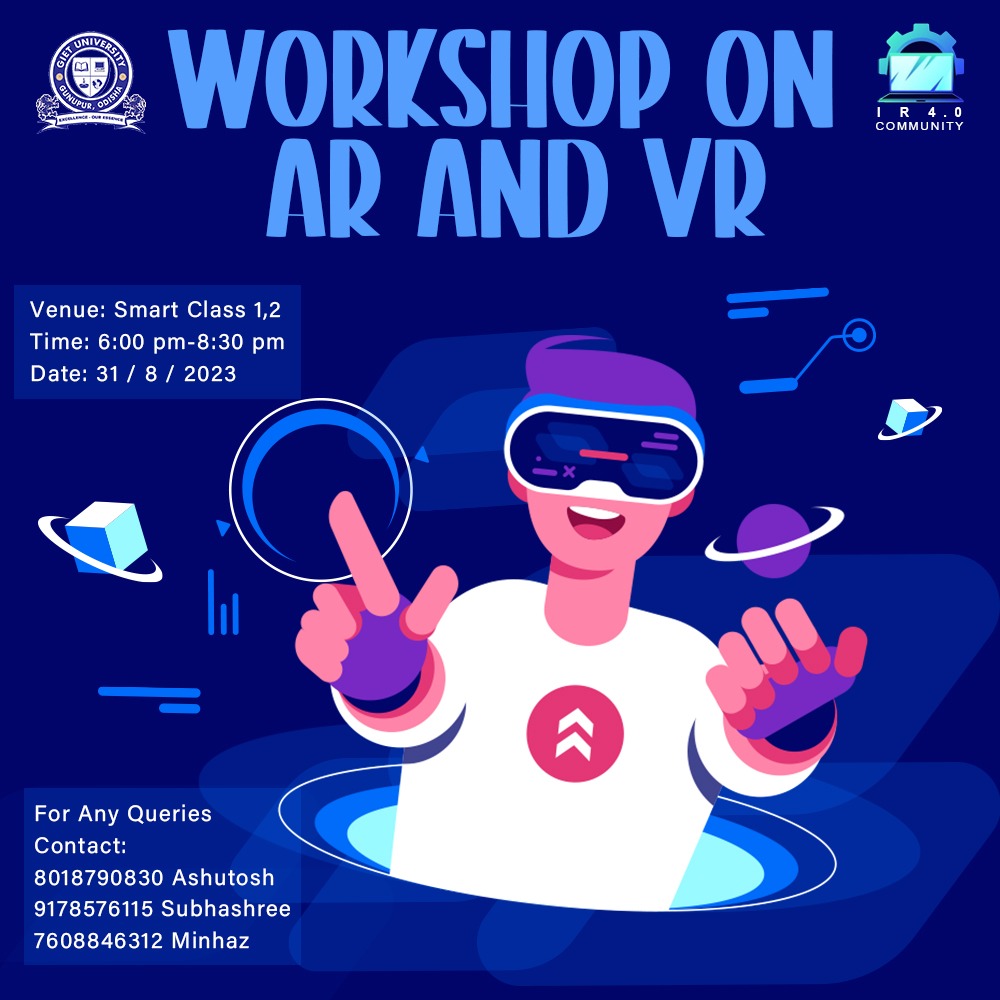 GIET UNIVERSITY
GUNUPUR, ODISHA
EXCELLENCE - OUR ESSENCE
WORKSHOP ON
AR AND VR
I R 4.0
COMMUNITY
Venue: Smart Class 1,2
Time: 6:00 pm-8:30 pm
Date: 31 / 8 / 2023
For Any Queries
Contact:
8018790830 Ashutosh
9178576115 Subhashree
7608846312 Minhaz